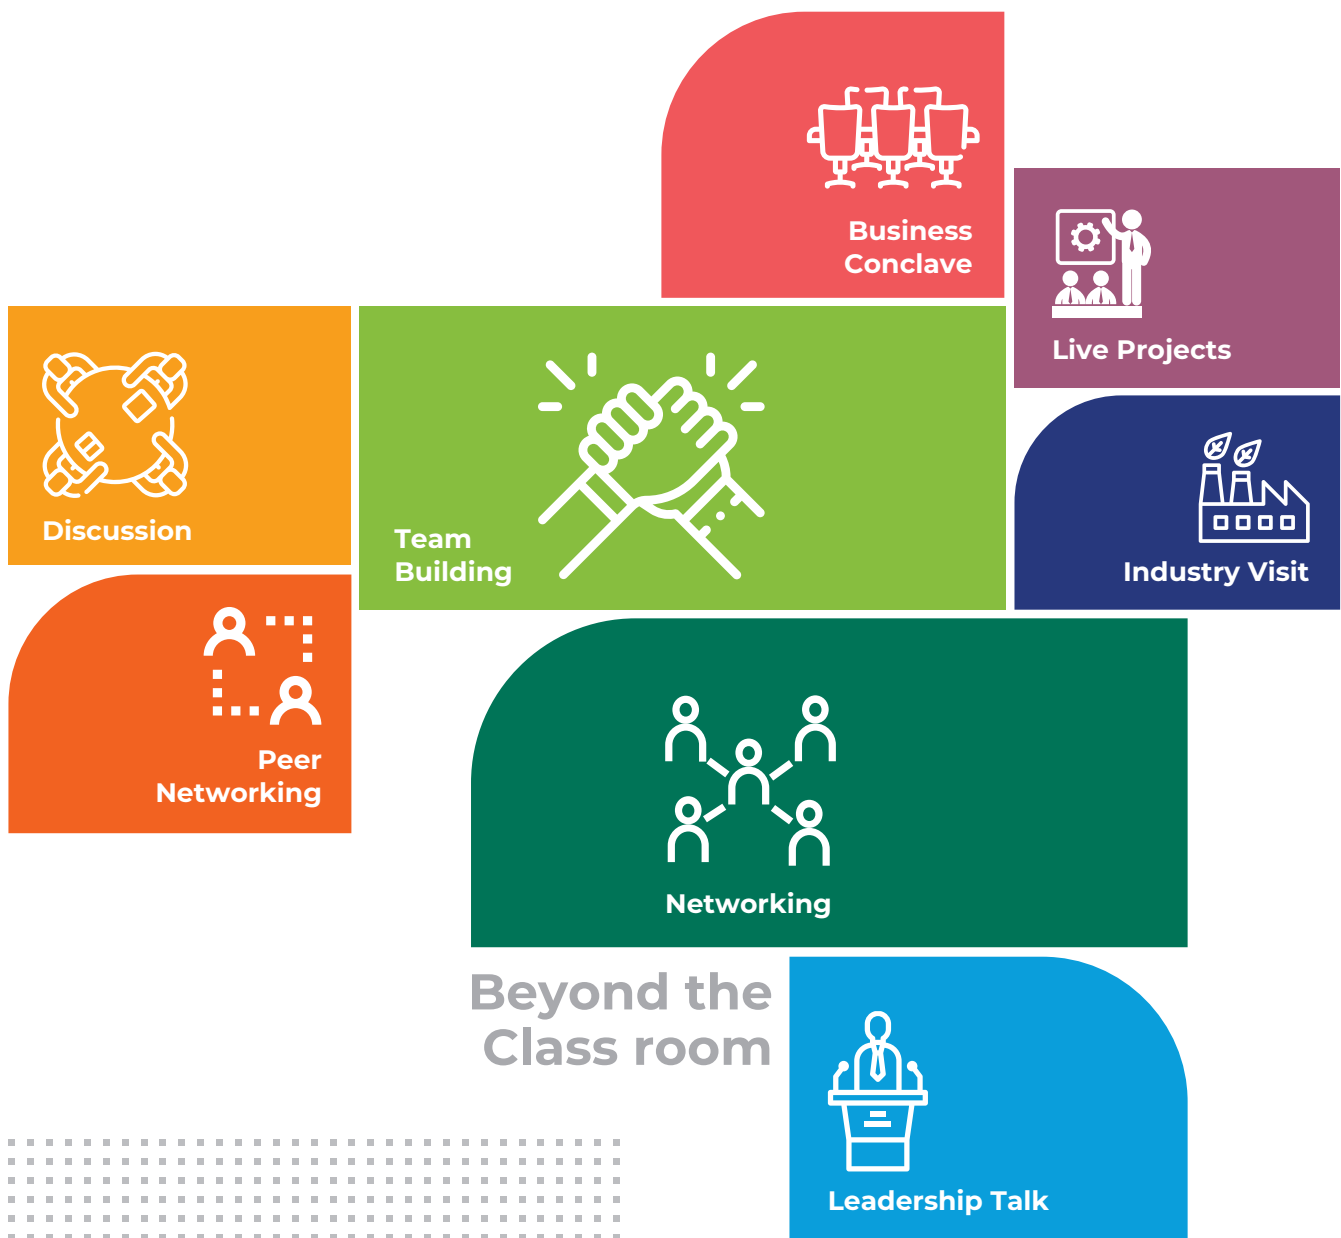 Business
Conclave
Live Projects
Discussion
Team
Building
Industry Visit
Peer
Networking
Networking
Beyond the
Class room
Leadership Talk